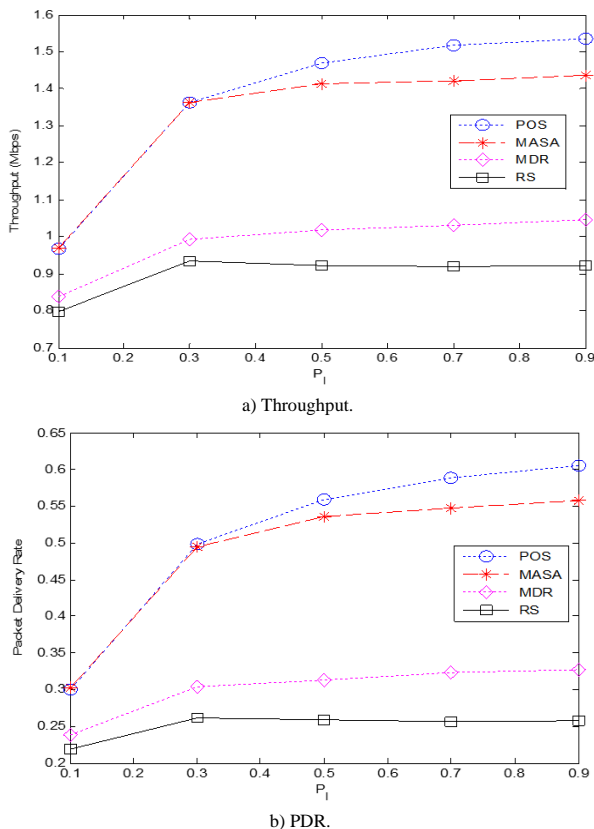 1.6
1.5
1.4
1.3
1.2
1.1
1
0.9
0.8
0.7
Throughput (Mbps)
POS
MASA
MDR
RS
0.1 0.2 0.3 0.4 0.5 0.6 0.7 0.8 0.9
P_I
a) Throughput.
0.65
0.6
0.55
0.5
0.45
0.4
0.35
0.3
0.25
0.2
Packet Delivery Rate
POS
MASA
MDR
RS
0.1 0.2 0.3 0.4 0.5 0.6 0.7 0.8 0.9
P_I
b) PDR.